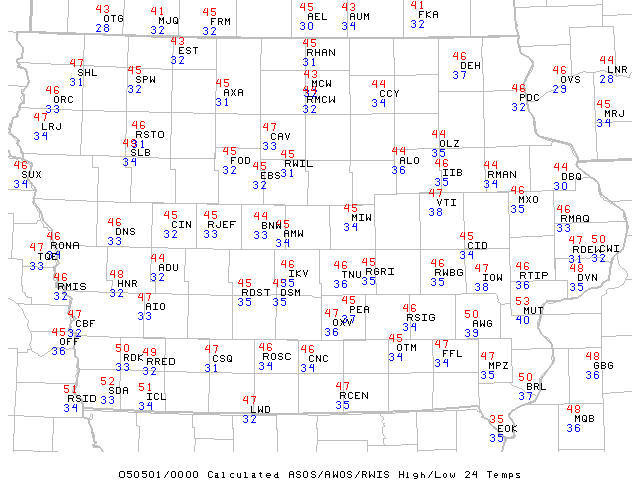 43 OTG 28
41 MJQ 32
45 FRM 32
45 AEL 30
43 AUM 34
41 FKA 32
43 EST 32
45 RHAN 31
46 DEH 37
44 LNR 28
47 SHL 31
45 SPW 32
45 AXA 31
43 MCW
RMCW 32
44 CCY 34
46 OVS 29
46 ORC 33
46 PDC 32
45 MRJ 34
47 LRJ 34
46 RSTO 31
SLB 34
47 CAV 33
44 OLZ 35
46 SUX 34
45 FOD 32
45 EBS 32
45 RWIL 31
44 ALO 36
46 IIB 35
44 RMAN 34
44 DBQ 30
47 VTI 38
46 MXO 35
46 DNS 33
45 CIN 32
45 RJEF 33
44 BNW 33
45 AMW 34
45 MIW 34
46 RMAQ 33
46 RONA
47 TQE 33
45 CID 34
47 RDEW 31
50 CWI 32
46 RMIS 32
48 HNR 32
44 ADU 32
45 RDST 35
46 IKV 35
45 DSM 35
46 TNU 36
45 RGRI 35
46 RWBG 35
47 IOW 38
46 RTIP 36
48 DVN 35
47 AIO 33
47 CBF 32
47 OXV 36
45 PEA 37
46 RSIG 34
50 AWG 39
53 MUT 40
45 OFF 36
50 RDK 33
49 RRED 32
47 CSQ 31
46 ROSC 34
46 CNC 34
45 OTM 34
47 FFL 34
47 MPZ 35
48 GBG 36
51 RSID 34
52 SDA 33
51 ICL 34
47 LWD 32
47 RCEN 35
50 BRL 37
35 EOK 35
48 MQB 36
050501/0000 Calculated ASOS/AWOS/RWIS High/Low 24 Temps